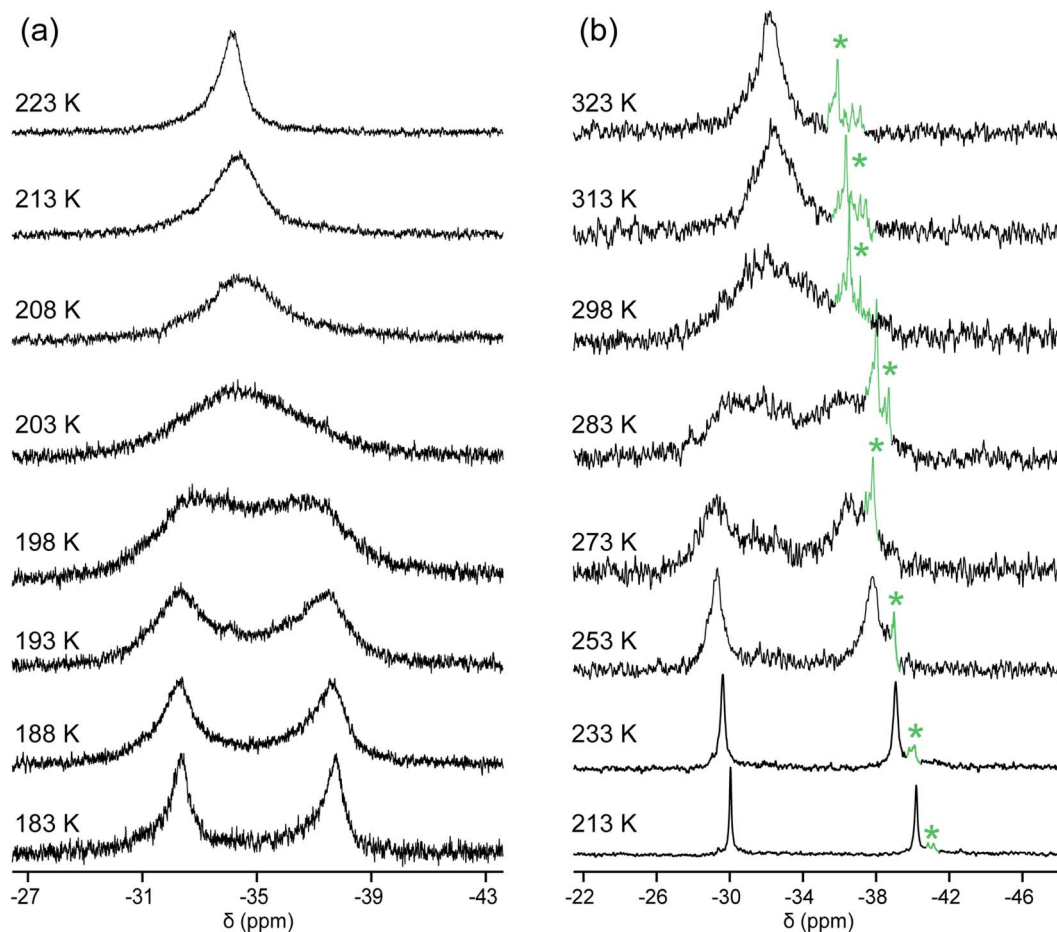 (a)
223 K
213 K
208 K
203 K
198 K
193 K
188 K
183 K
-27 -31 -35 -39 -43
δ (ppm)
(b)
323 K
*
313 K
*
298 K
*
283 K
*
273 K
*
253 K
*
233 K
*
213 K
*
-22 -26 -30 -34 -38 -42 -46
δ (ppm)